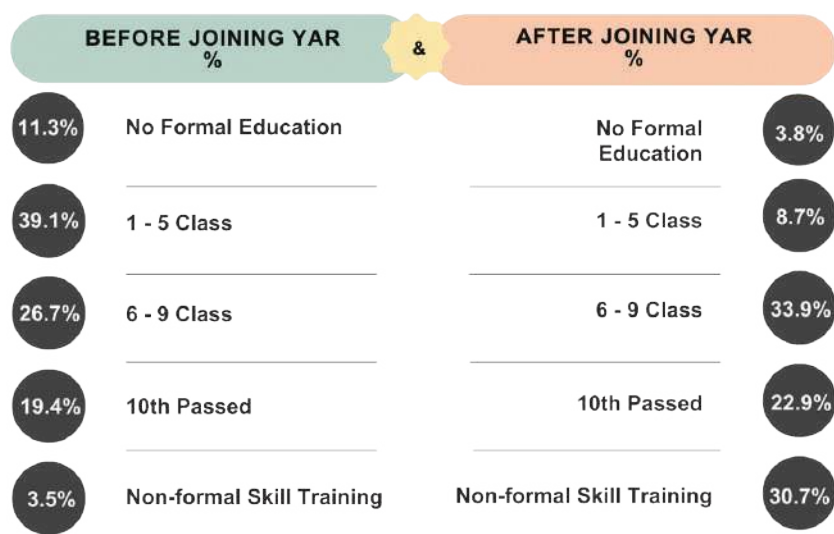 BEFORE JOINING YAR
%
&
AFTER JOINING YAR
%
11.3%
No Formal Education
No Formal
Education
3.8%
39.1%
1 - 5 Class
1 - 5 Class
8.7%
26.7%
6 - 9 Class
6 - 9 Class
33.9%
19.4%
10th Passed
10th Passed
22.9%
3.5%
Non-formal Skill Training
Non-formal Skill Training
30.7%